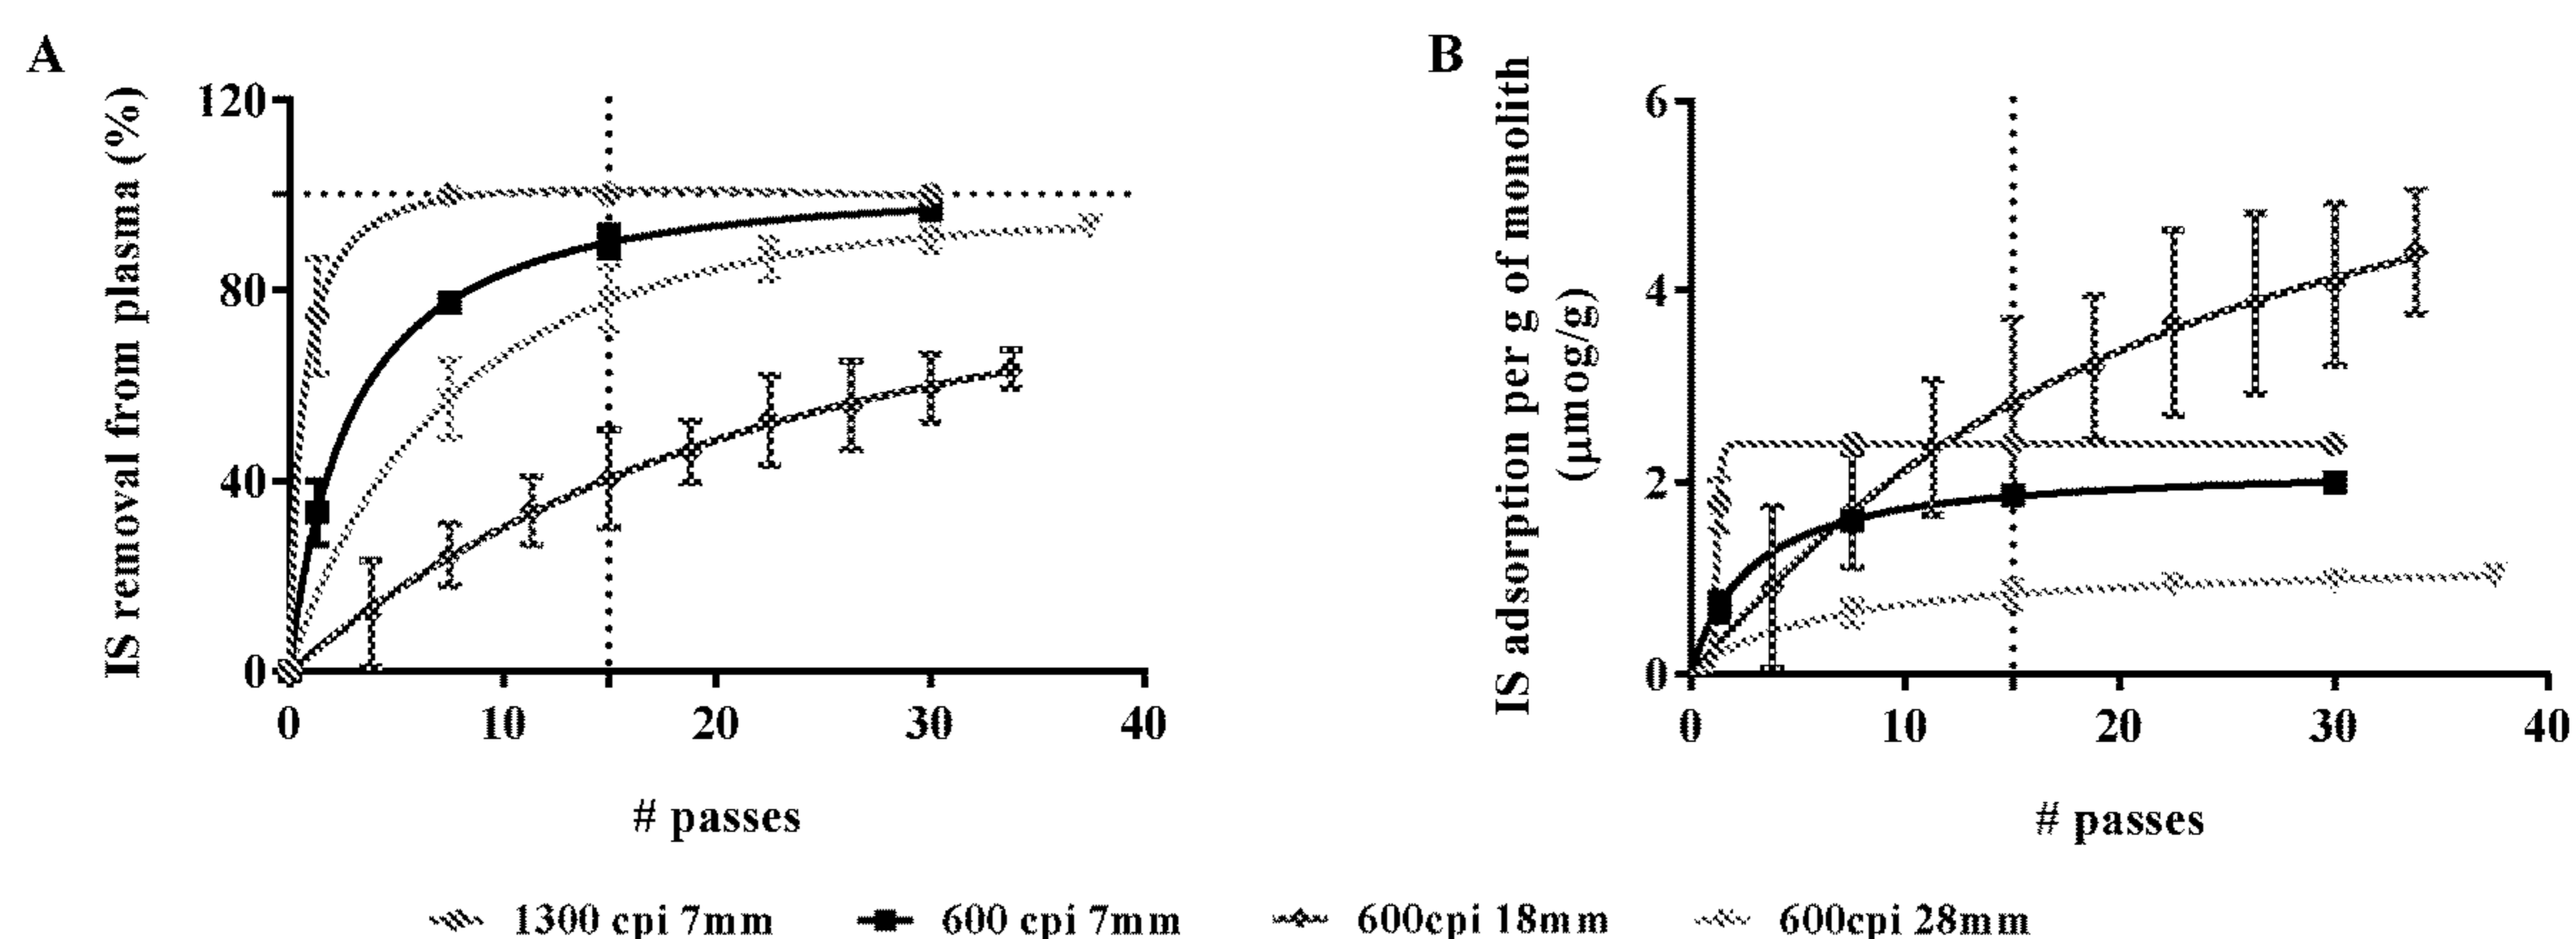 A
IS removal from plasma (%)
120
80
40
0
0 10 20 30 40
# passes
B
IS adsorption per g of monolith
(μmog/g)
6
4
2
0
0 10 20 30 40
# passes
1300 cpi 7mm 600 cpi 7mm 600cpi 18mm 600cpi 28mm